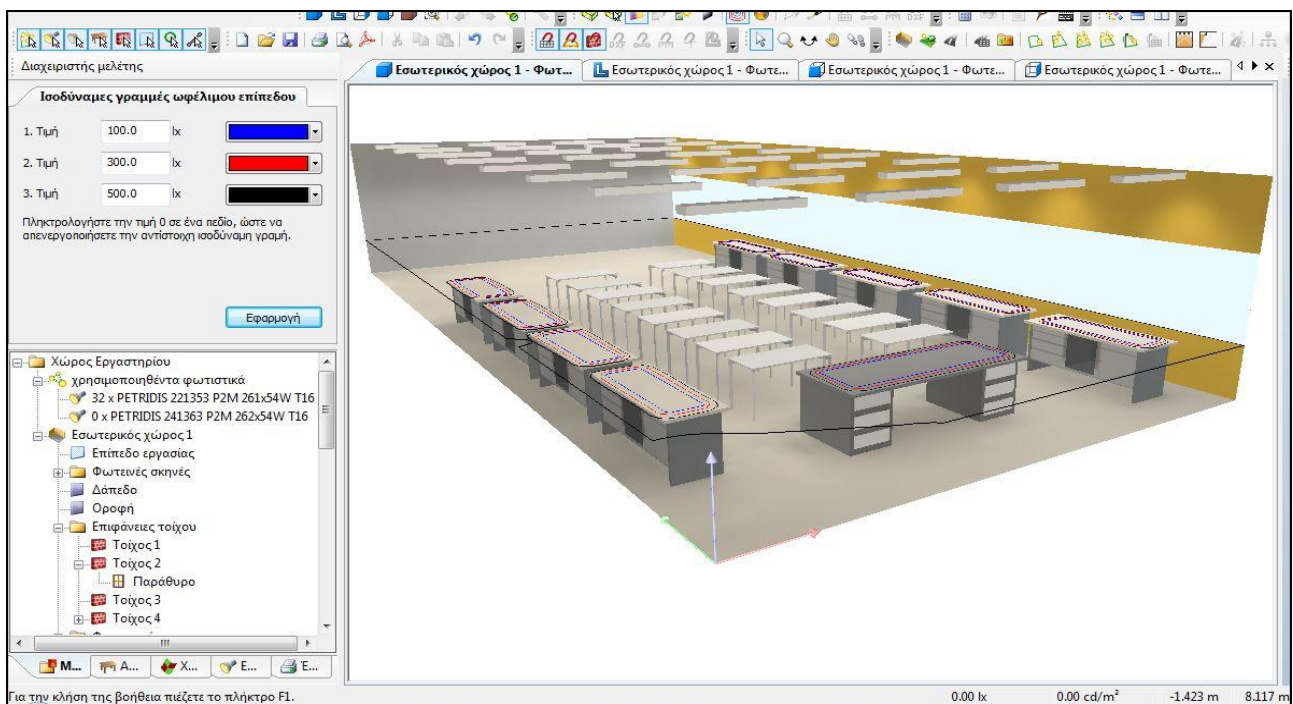 DXF
DXF
Διαχειριστής μελέτης
Εσωτερικός χώρος 1 - Φωτ...
Εσωτερικός χώρος 1 - Φωτε...
Εσωτερικός χώρος 1 - Φωτε...
Εσωτερικός χώρος 1 - Φωτε...
Ισοδύναμες γραμμές ωφέλιμου επίπεδου
1. Τιμή 100.0 lx
2. Τιμή 300.0 lx
3. Τιμή 500.0 lx
Πληκτρολογήστε την τιμή 0 σε ένα πεδίο, ώστε να
απενεργοποιήσετε την αντίστοιχη ισοδύναμη γραμή.
Εφαρμογή
Χώρος Εργαστηρίου
χρησιμοποιηθέντα φωτιστικά
32 x PETRIDIS 221353 P2M 261x54W T16
0 x PETRIDIS 241363 P2M 262x54W T16
Εσωτερικός χώρος 1
Επίπεδο εργασίας
Φωτεινές σκηνές
Δάπεδο
Οροφή
Επιφάνειες τοίχου
Τοίχος 1
Τοίχος 2
Παράθυρο
Τοίχος 3
Τοίχος 4
Μ... Α... Χ... Ε... Έ...
Για την κλήση της βοήθεια πιέζετε το πλήκτρο F1.
0.00 lx 0.00 cd/m² -1.423 m 8.117 m